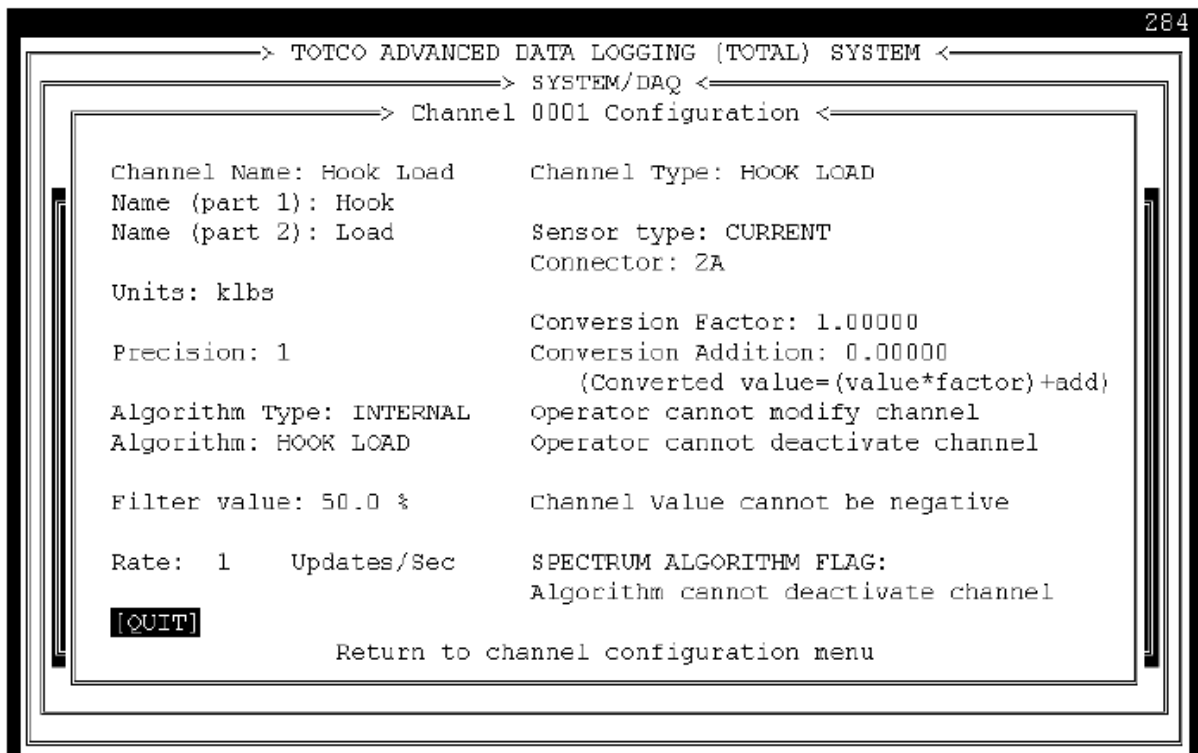 284
> TOTCO ADVANCED DATA LOGGING (TOTAL) SYSTEM <
> SYSTEM/DAQ <
> Channel 0001 Configuration <
Channel Name: Hook Load Channel Type: HOOK LOAD
Name (part 1): Hook
Name (part 2): Load Sensor type: CURRENT
Connector: 2A
Units: klbs
Conversion Factor: 1.00000
Precision: 1 Conversion Addition: 0.00000
(Converted value=(value*factor)+add)
Algorithm Type: INTERNAL Operator cannot modify channel
Algorithm: HOOK LOAD Operator cannot deactivate channel
Filter value: 50.0 % Channel Value cannot be negative
Rate: 1 Updates/Sec SPECTRUM ALGORITHM FLAG:
Algorithm cannot deactivate channel
[QUIT]
Return to channel configuration menu